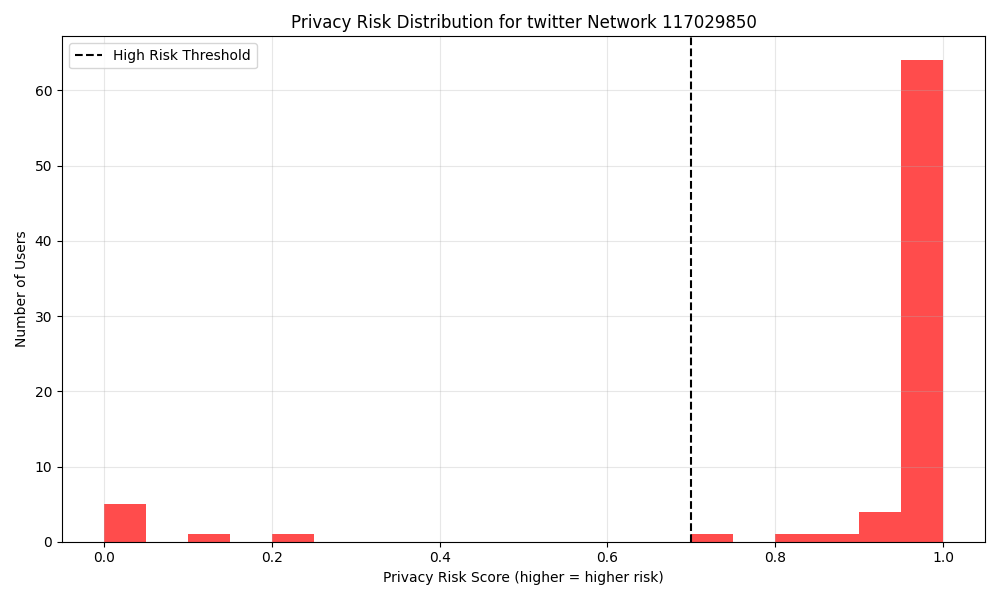 Privacy Risk Distribution for twitter Network 117029850
High Risk Threshold
Number of Users
60
50
40
30
20
10
0
0.0 0.2 0.4 0.6 0.8 1.0
Privacy Risk Score (higher = higher risk)